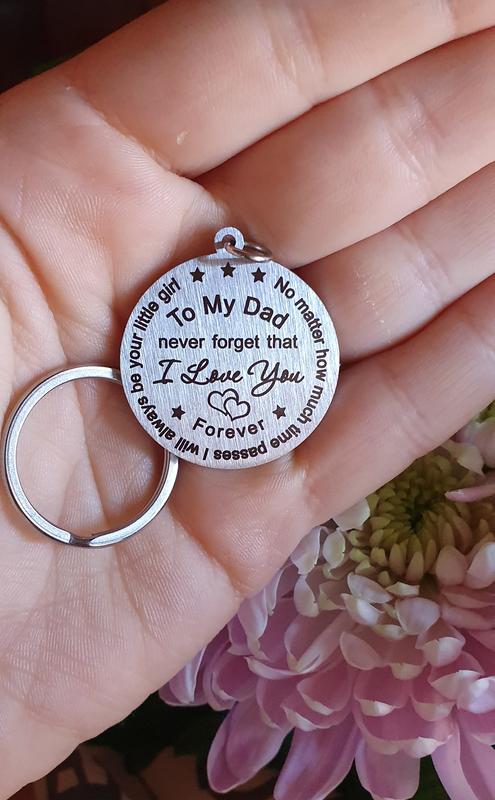 To My Dad
never forget that
I Love You
Forever
No matter how much time passes I will always be your little girl